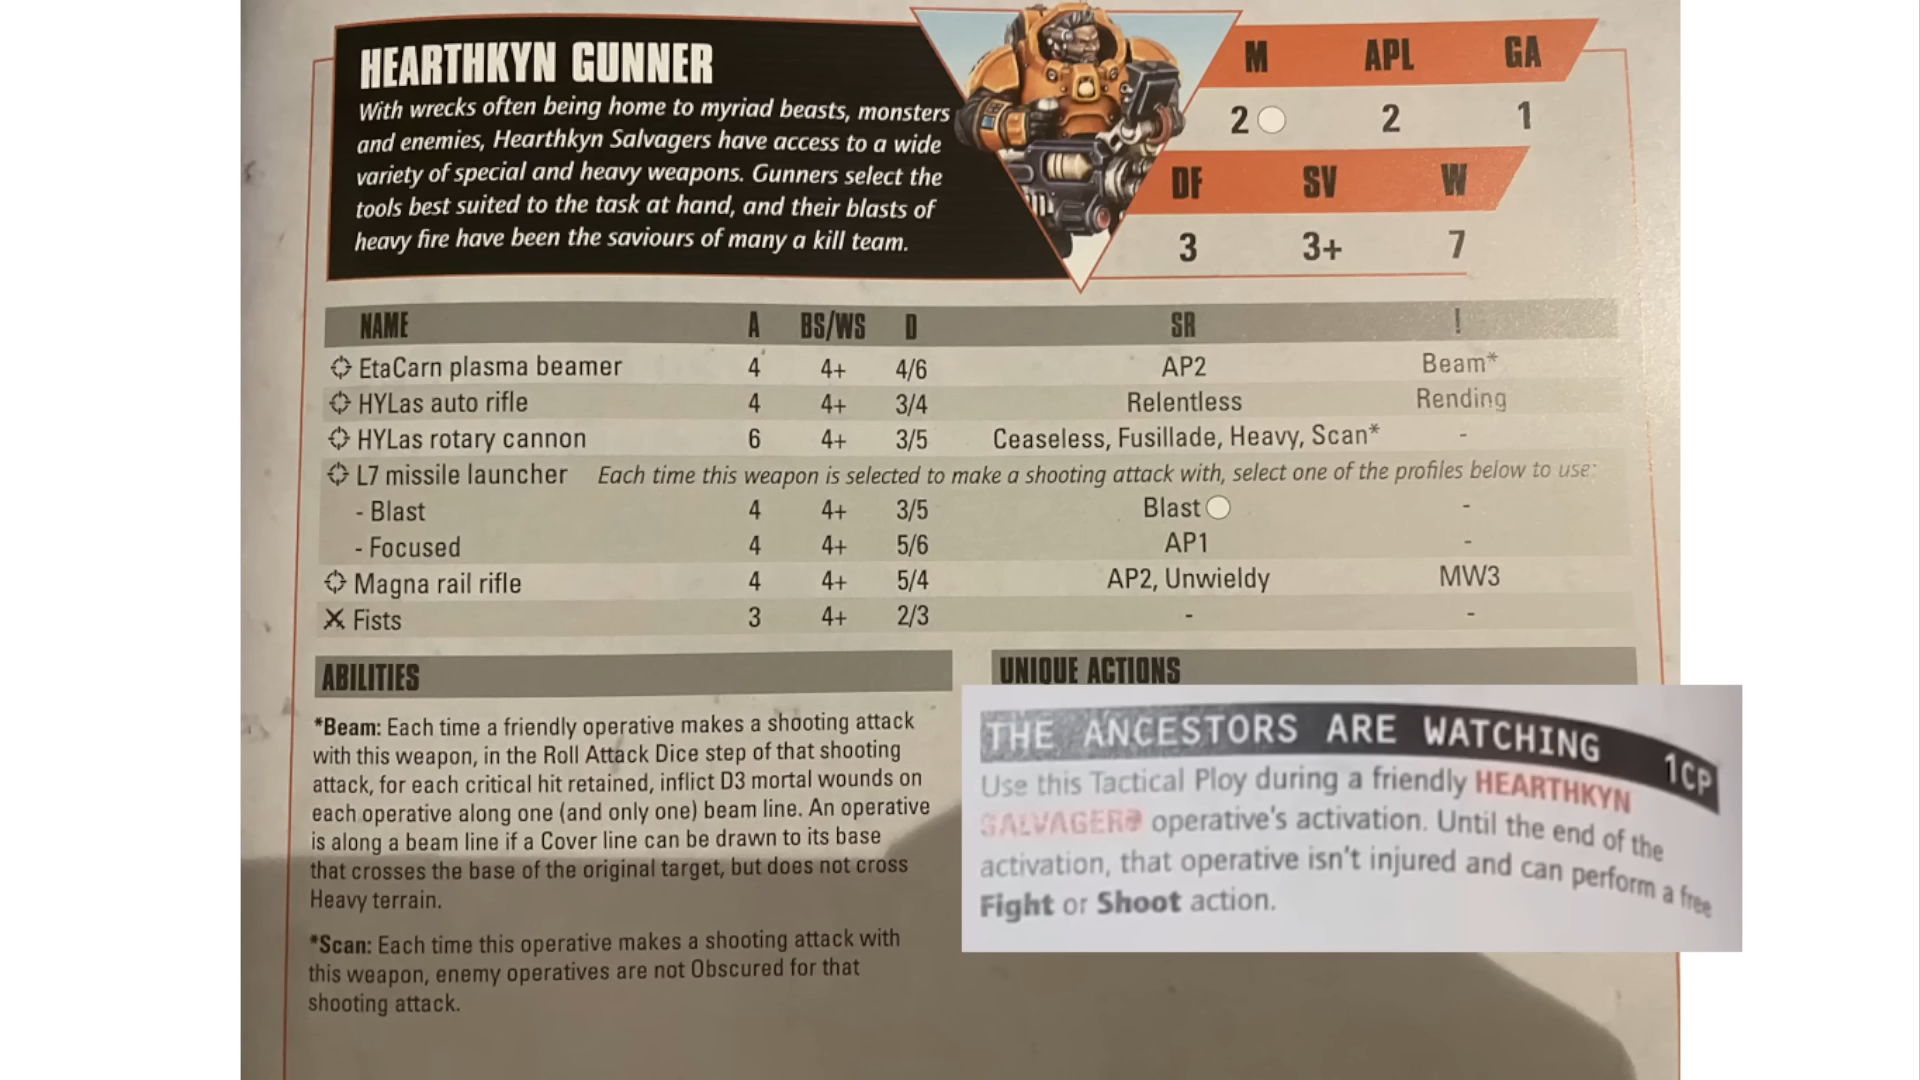 HEARTHKYN GUNNER
With wrecks often being home to myriad beasts, monsters
and enemies, Hearthkyn Salvagers have access to a wide
variety of special and heavy weapons. Gunners select the
tools best suited to the task at hand, and their blasts of
heavy fire have been the saviours of many a kill team.
M APL GA
2 2 1
DF SV W
3 3+ 7
NAME A BS/WS D SR !
EtaCarn plasma beamer 4 4+ 4/6 AP2 Beam*
HYLas auto rifle 4 4+ 3/4 Relentless Rending
HYLas rotary cannon 6 4+ 3/5 Ceaseless, Fusillade, Heavy, Scan* -
L7 missile launcher Each time this weapon is selected to make a shooting attack with, select one of the profiles below to use:
- Blast 4 4+ 3/5 Blast -
- Focused 4 4+ 5/6 AP1 -
Magna rail rifle 4 4+ 5/4 AP2, Unwieldy MW3
Fists 3 4+ 2/3 - -
ABILITIES
*Beam: Each time a friendly operative makes a shooting attack
with this weapon, in the Roll Attack Dice step of that shooting
attack, for each critical hit retained, inflict D3 mortal wounds on
each operative along one (and only one) beam line. An operative
is along a beam line if a Cover line can be drawn to its base
that crosses the base of the original target, but does not cross
Heavy terrain.
*Scan: Each time this operative makes a shooting attack with
this weapon, enemy operatives are not Obscured for that
shooting attack.
UNIQUE ACTIONS
THE ANCESTORS ARE WATCHING 1CP
Use this Tactical Ploy during a friendly HEARTHKYN
SALVAGER operative's activation. Until the end of the
activation, that operative isn't injured and can perform a free
Fight or Shoot action.